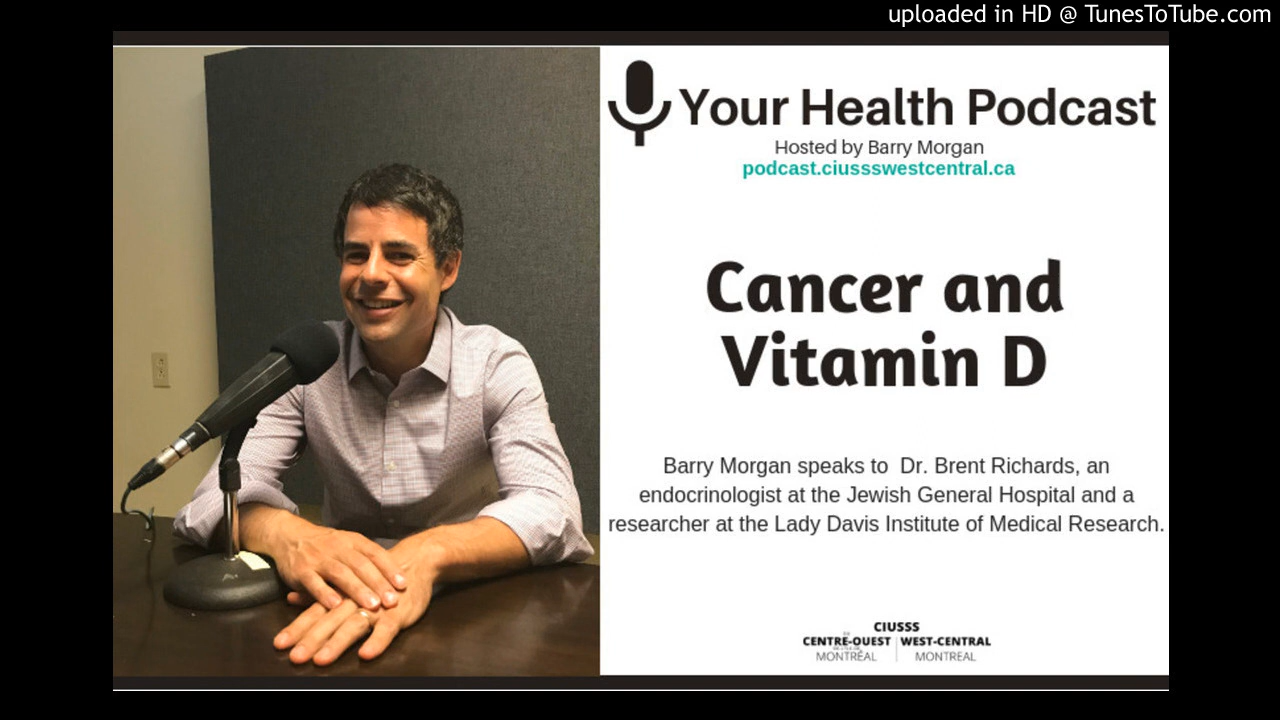 uploaded in HD @ TunesToTube.com
Your Health Podcast
Hosted by Barry Morgan
podcast.ciussswestcentral.ca
Cancer and
Vitamin D
Barry Morgan speaks to Dr. Brent Richards, an
endocrinologist at the Jewish General Hospital and a
researcher at the Lady Davis Institute of Medical Research.
CIUSSS
CENTRE-OUEST WEST-CENTRAL
MONTRÉAL MONTREAL